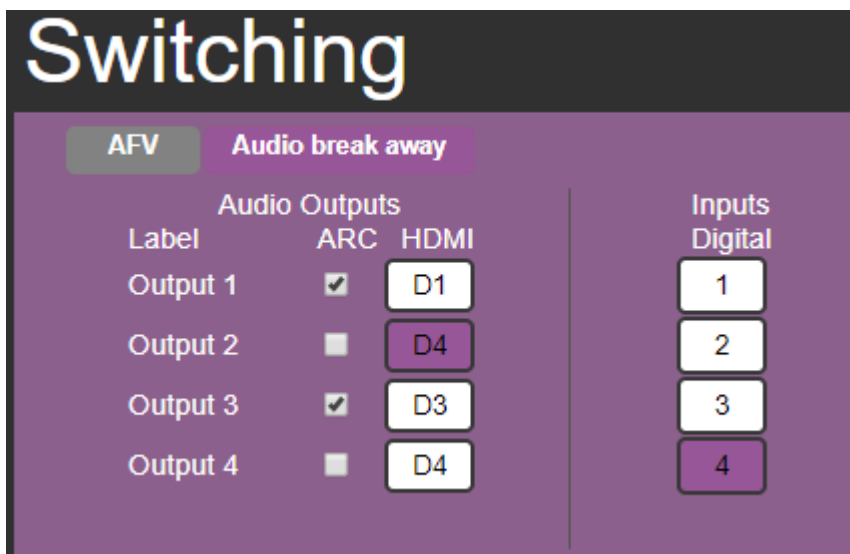 Switching
AFV Audio break away
Audio Outputs Inputs
Label ARC HDMI Digital
Output 1 D1 1
Output 2 D4 2
Output 3 D3 3
Output 4 D4 4